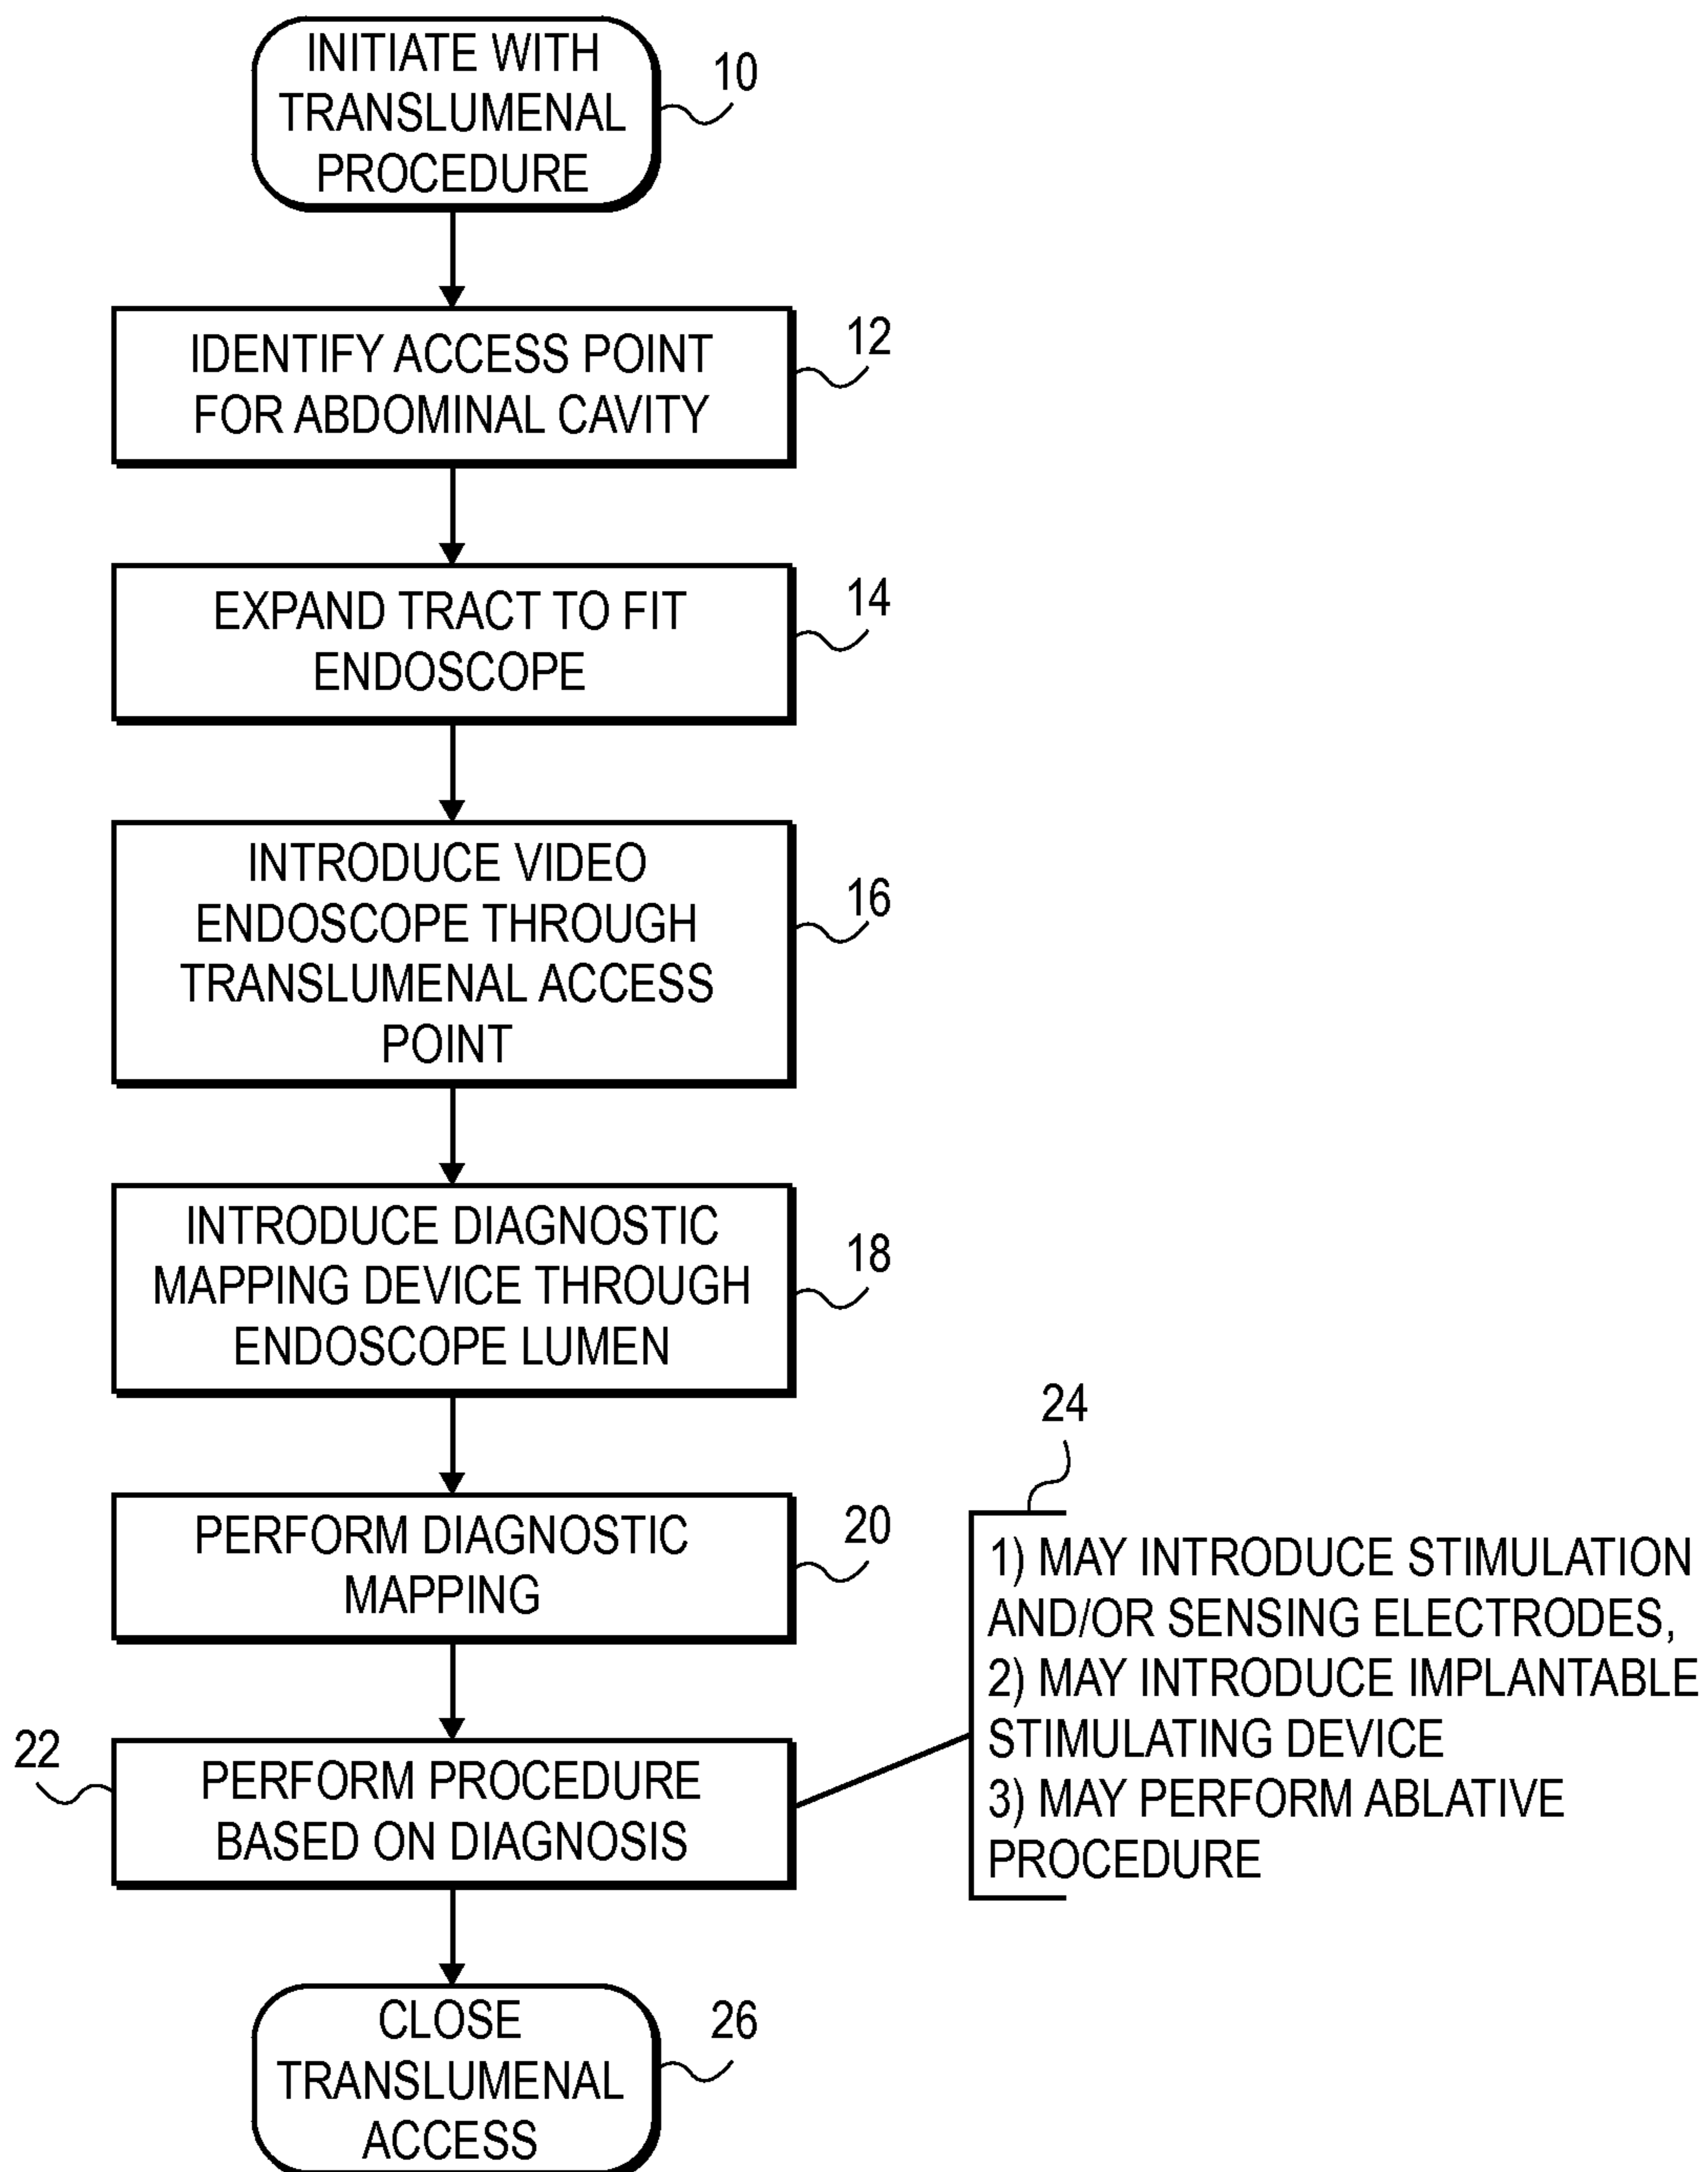 INITIATE WITH
TRANSLUMENAL
PROCEDURE
10
IDENTIFY ACCESS POINT
FOR ABDOMINAL CAVITY
12
EXPAND TRACT TO FIT
ENDOSCOPE
14
INTRODUCE VIDEO
ENDOSCOPE THROUGH
TRANSLUMENAL ACCESS
POINT
16
INTRODUCE DIAGNOSTIC
MAPPING DEVICE THROUGH
ENDOSCOPE LUMEN
18
PERFORM DIAGNOSTIC
MAPPING
20
22
PERFORM PROCEDURE
BASED ON DIAGNOSIS
24
1) MAY INTRODUCE STIMULATION
AND/OR SENSING ELECTRODES,
2) MAY INTRODUCE IMPLANTABLE
STIMULATING DEVICE
3) MAY PERFORM ABLATIVE
PROCEDURE
CLOSE
TRANSLUMENAL
ACCESS
26